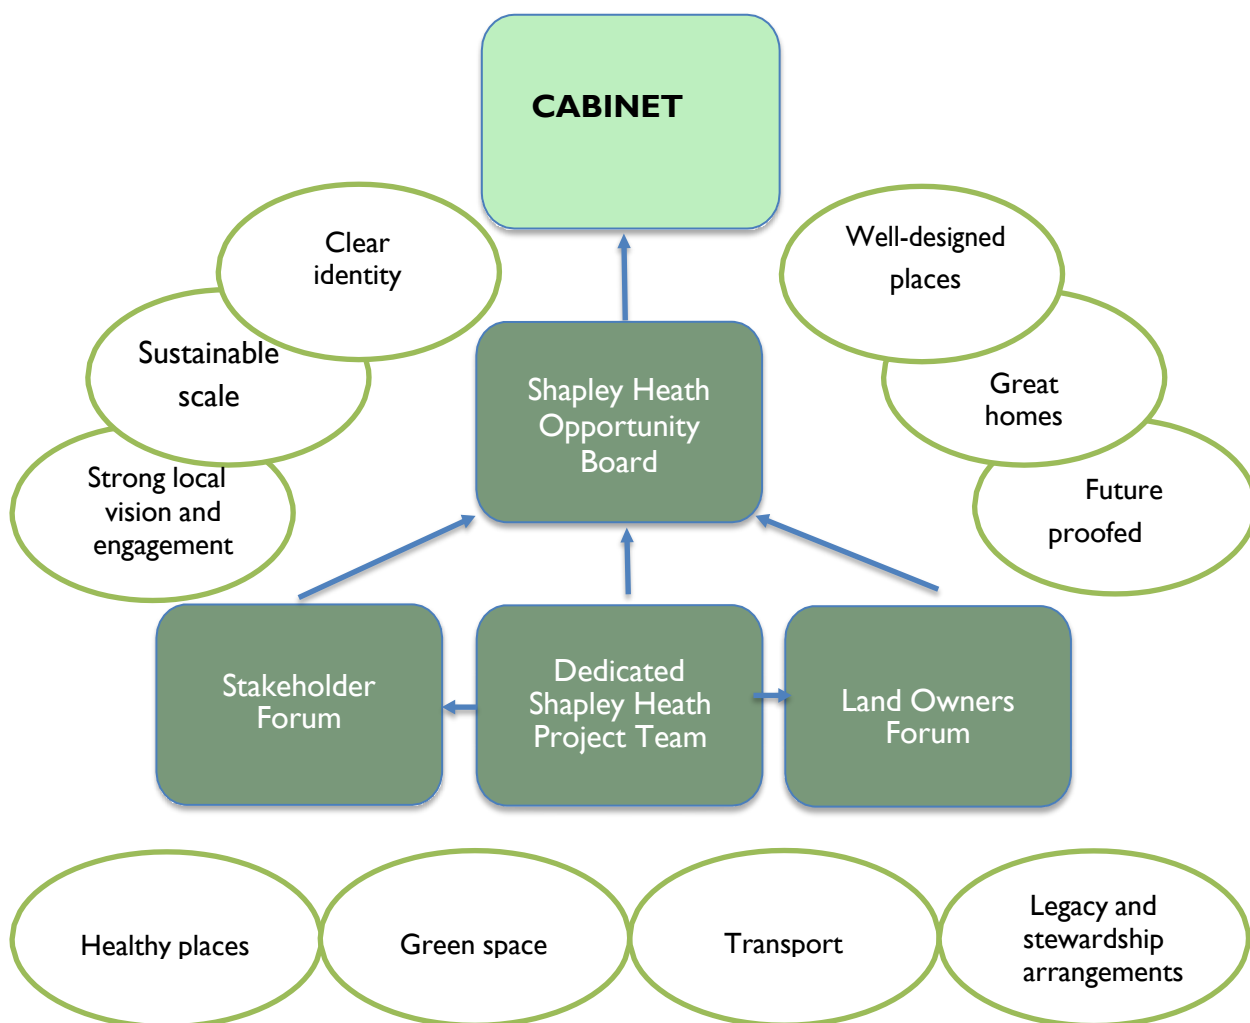 CABINET
Clear
identity
Well-designed
places
Sustainable
scale
Shapley Heath
Opportunity
Board
Great
homes
Strong local
vision and
engagement
Future
proofed
Stakeholder
Forum
Dedicated
Shapley Heath
Project Team
Land Owners
Forum
Healthy places
Green space
Transport
Legacy and
stewardship
arrangements